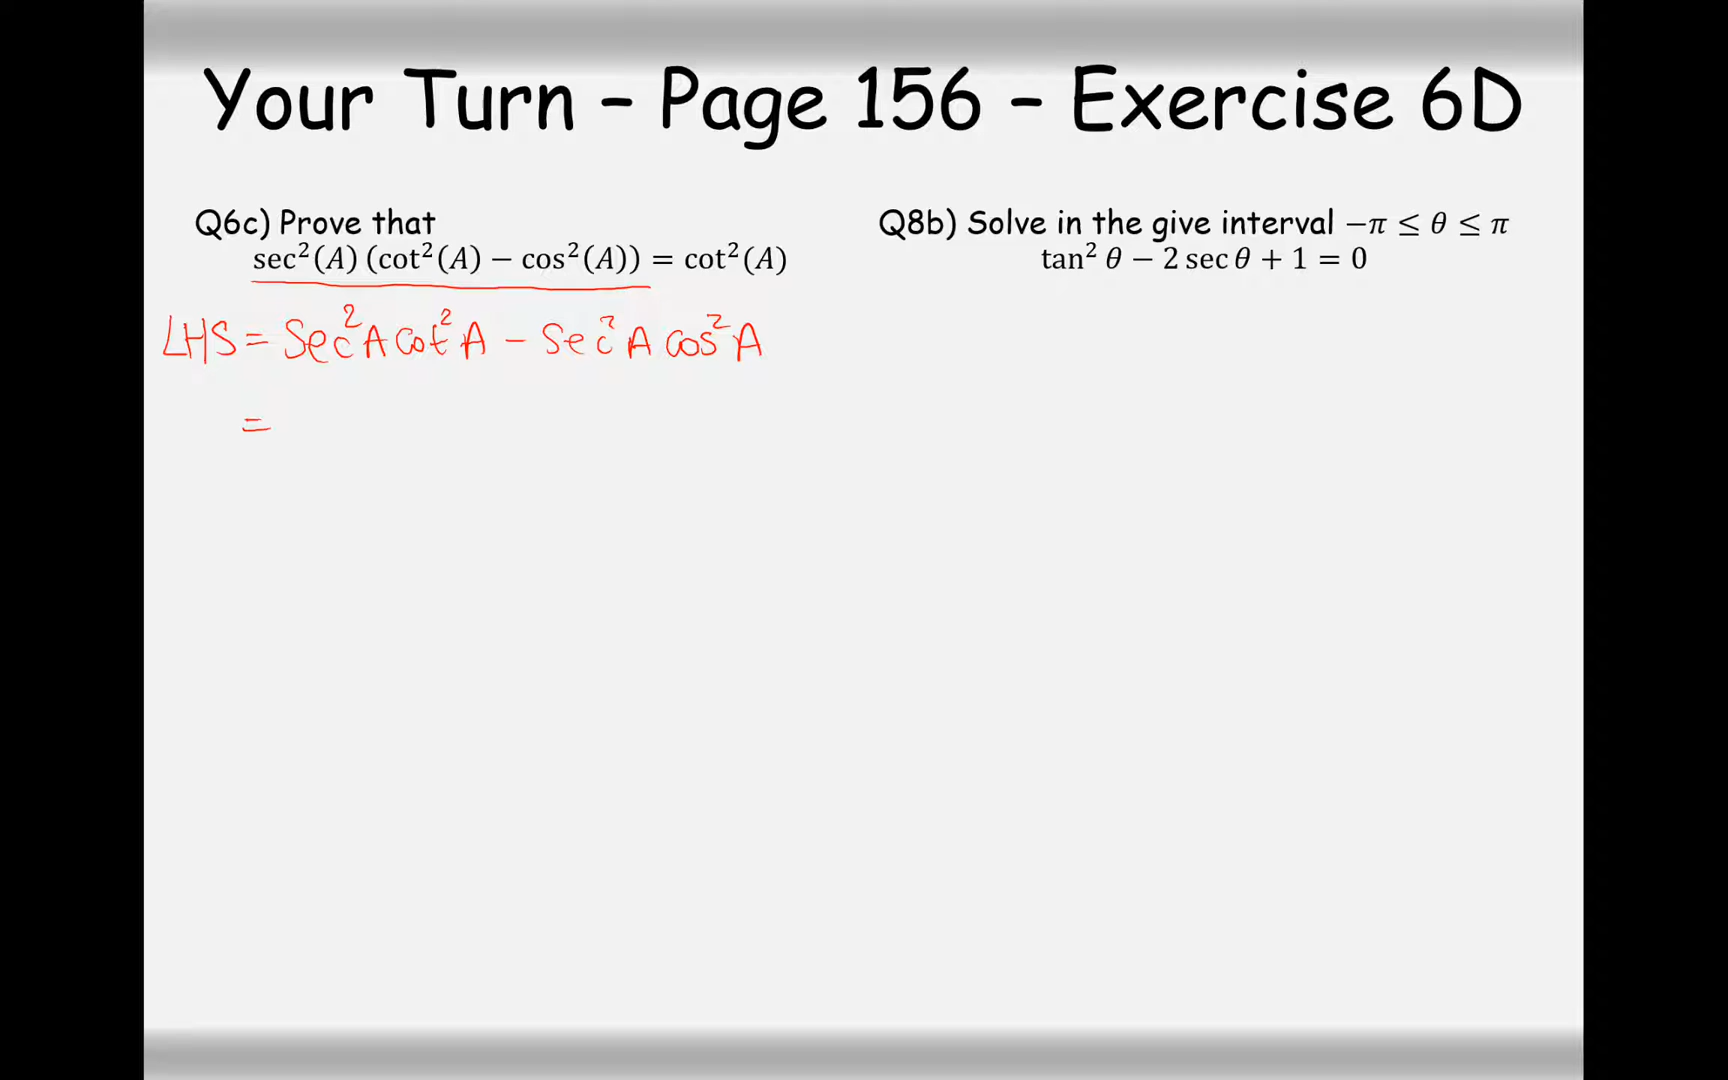 Your Turn – Page 156 – Exercise 6D
Q6c) Prove that
sec²(A) (cot²(A) − cos²(A)) = cot²(A)
LHS = Sec²A cot²A − Sec²A cos²A
=
Q8b) Solve in the give interval −π ≤ θ ≤ π
tan² θ − 2 sec θ + 1 = 0